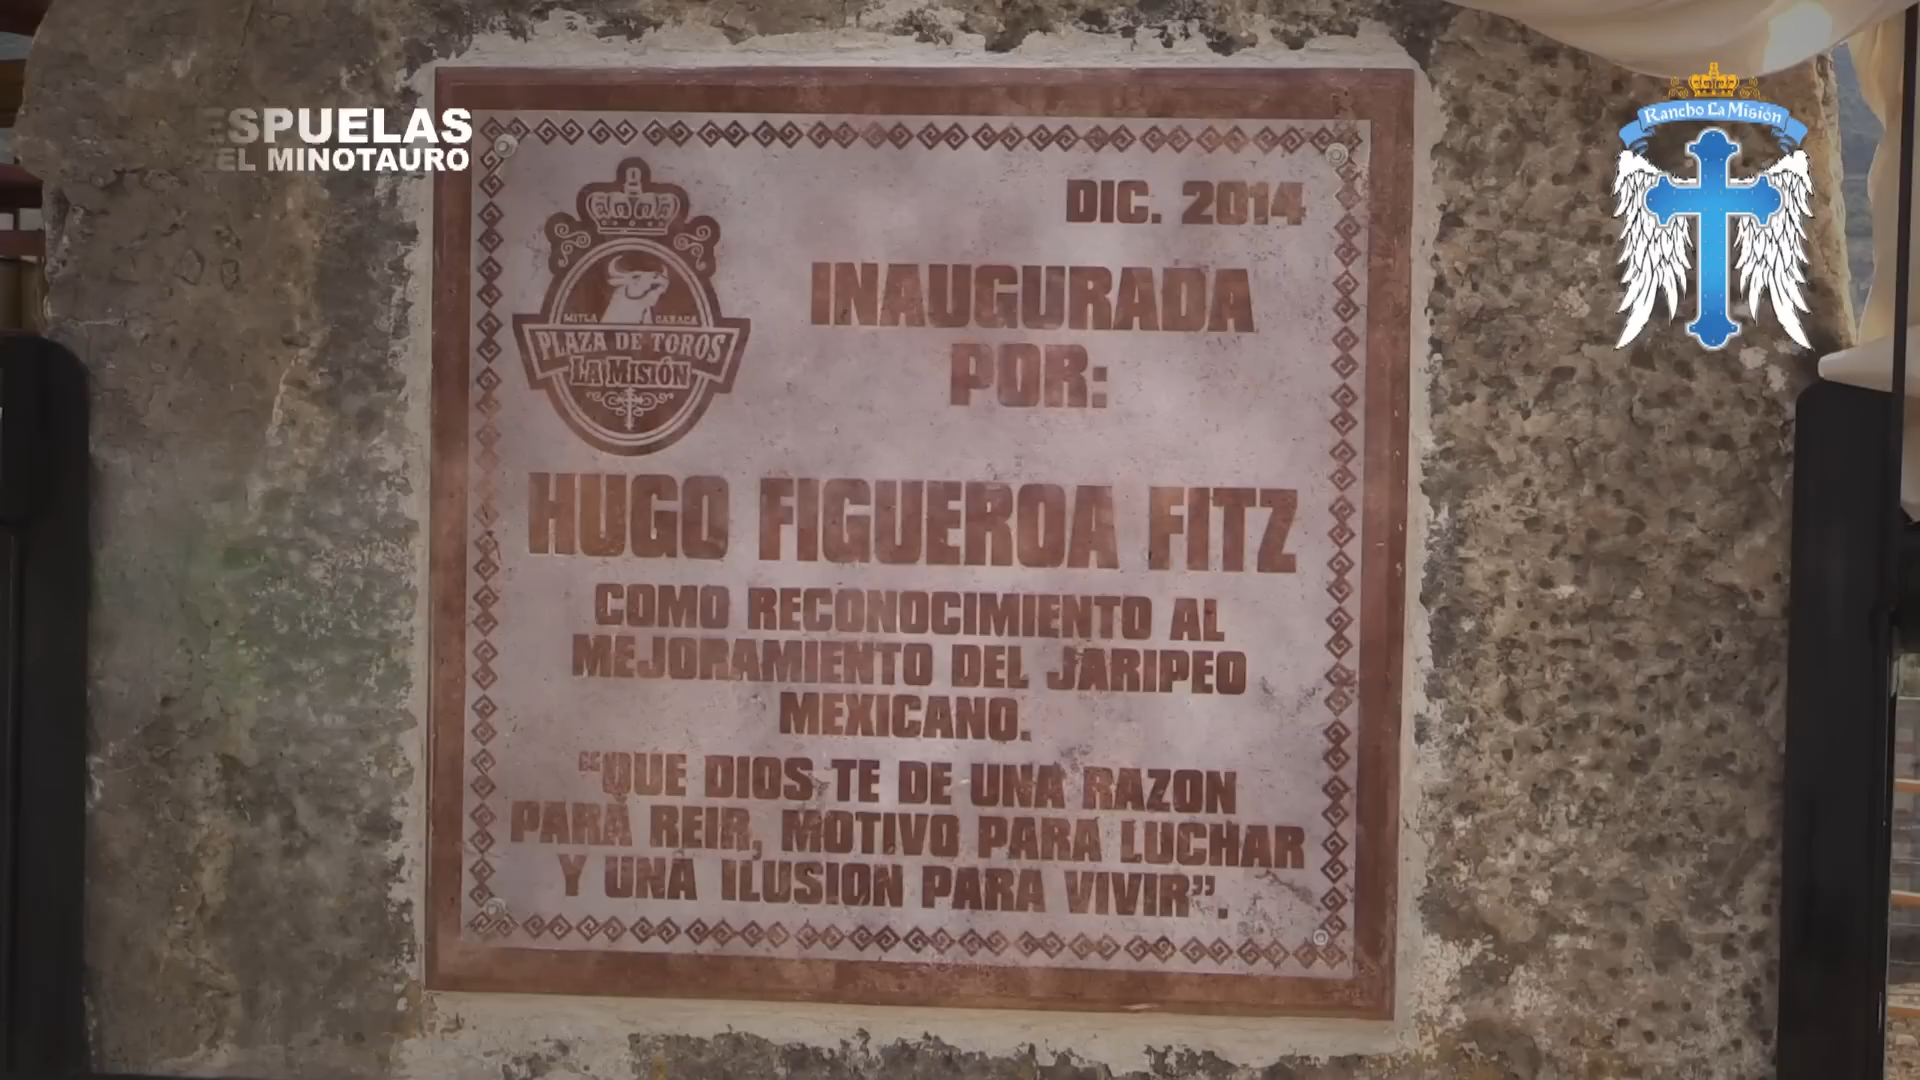 ESPUELAS
EL MINOTAURO
Rancho La Misión
DIC. 2014
MITLA OAXACA
PLAZA DE TOROS
LA MISIÓN
INAUGURADA
POR:
HUGO FIGUEROA FITZ
COMO RECONOCIMIENTO AL
MEJORAMIENTO DEL JARIPEO
MEXICANO.
“QUE DIOS TE DE UNA RAZON
PARA REIR, MOTIVO PARA LUCHAR
Y UNA ILUSION PARA VIVIR”.